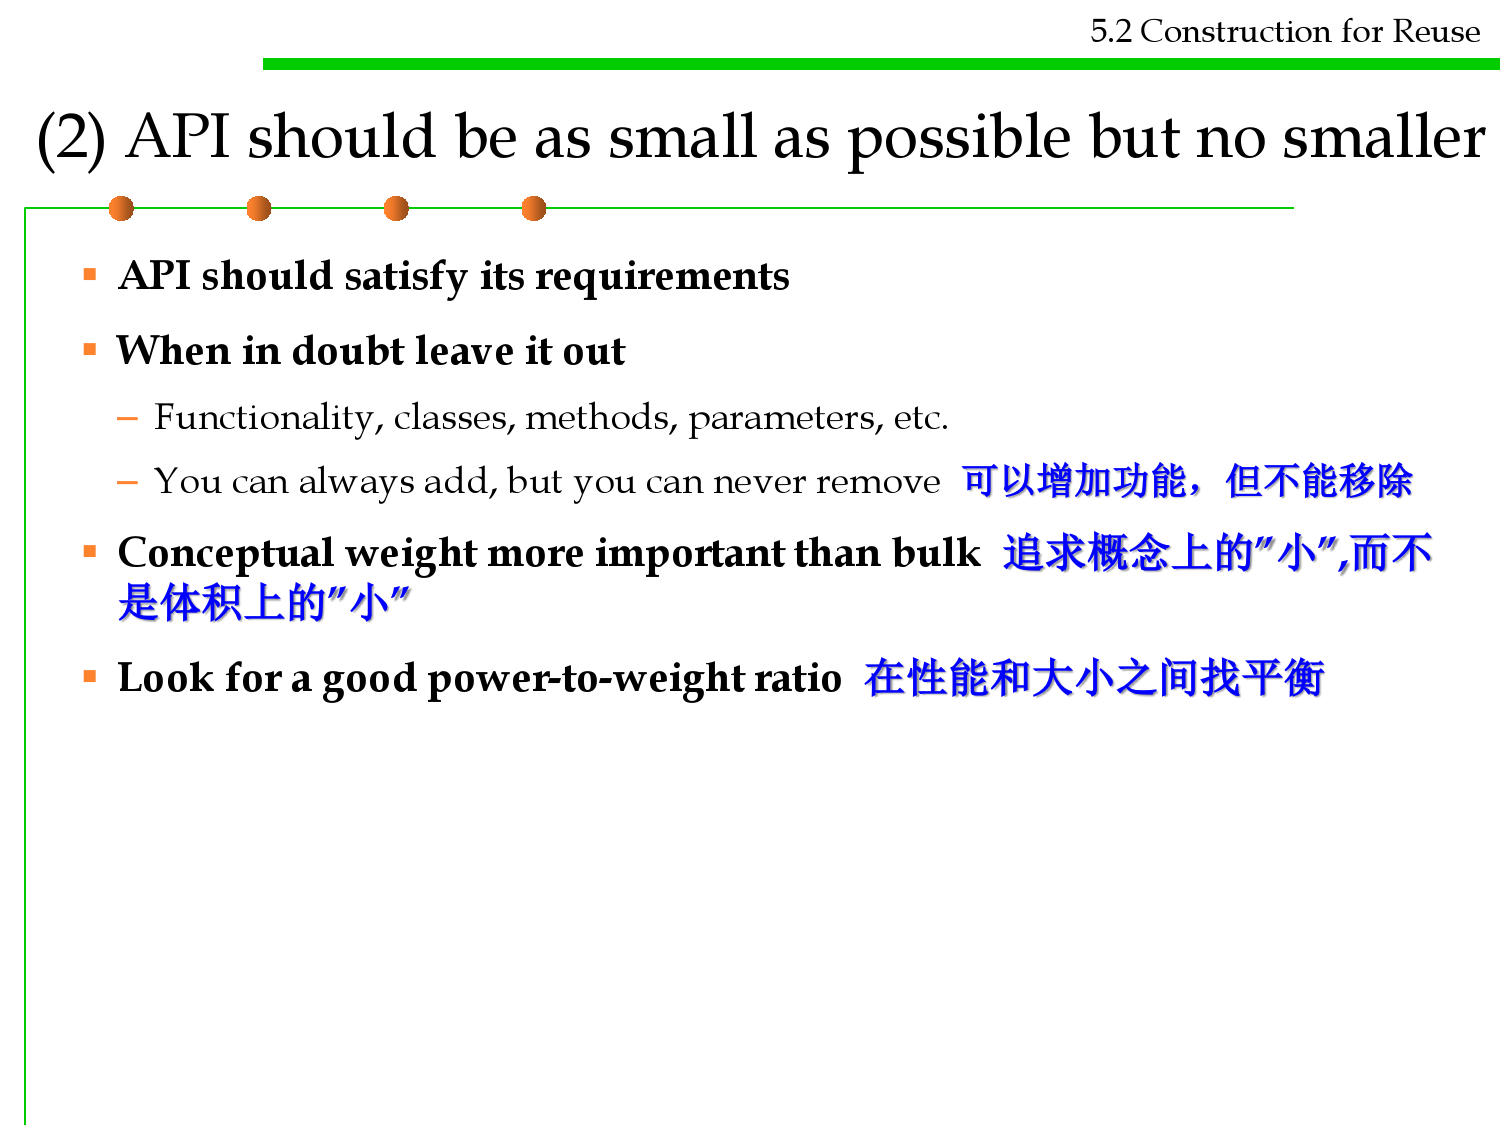 5.2 Construction for Reuse
(2) API should be as small as possible but no smaller
▪ API should satisfy its requirements
▪ When in doubt leave it out
– Functionality, classes, methods, parameters, etc.
– You can always add, but you can never remove 可以增加功能，但不能移除
▪ Conceptual weight more important than bulk 追求概念上的”小”,而不
是体积上的”小”
▪ Look for a good power-to-weight ratio 在性能和大小之间找平衡